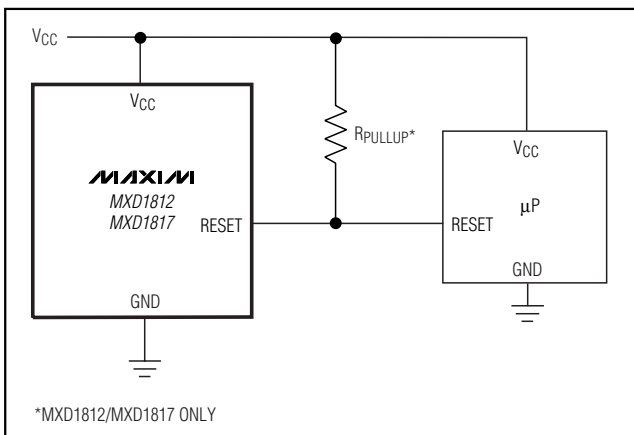 VCC
VCC
RPULLUP*
MAXIM
MXD1812
MXD1817
RESET
VCC
μP
RESET
GND
GND
*MXD1812/MXD1817 ONLY